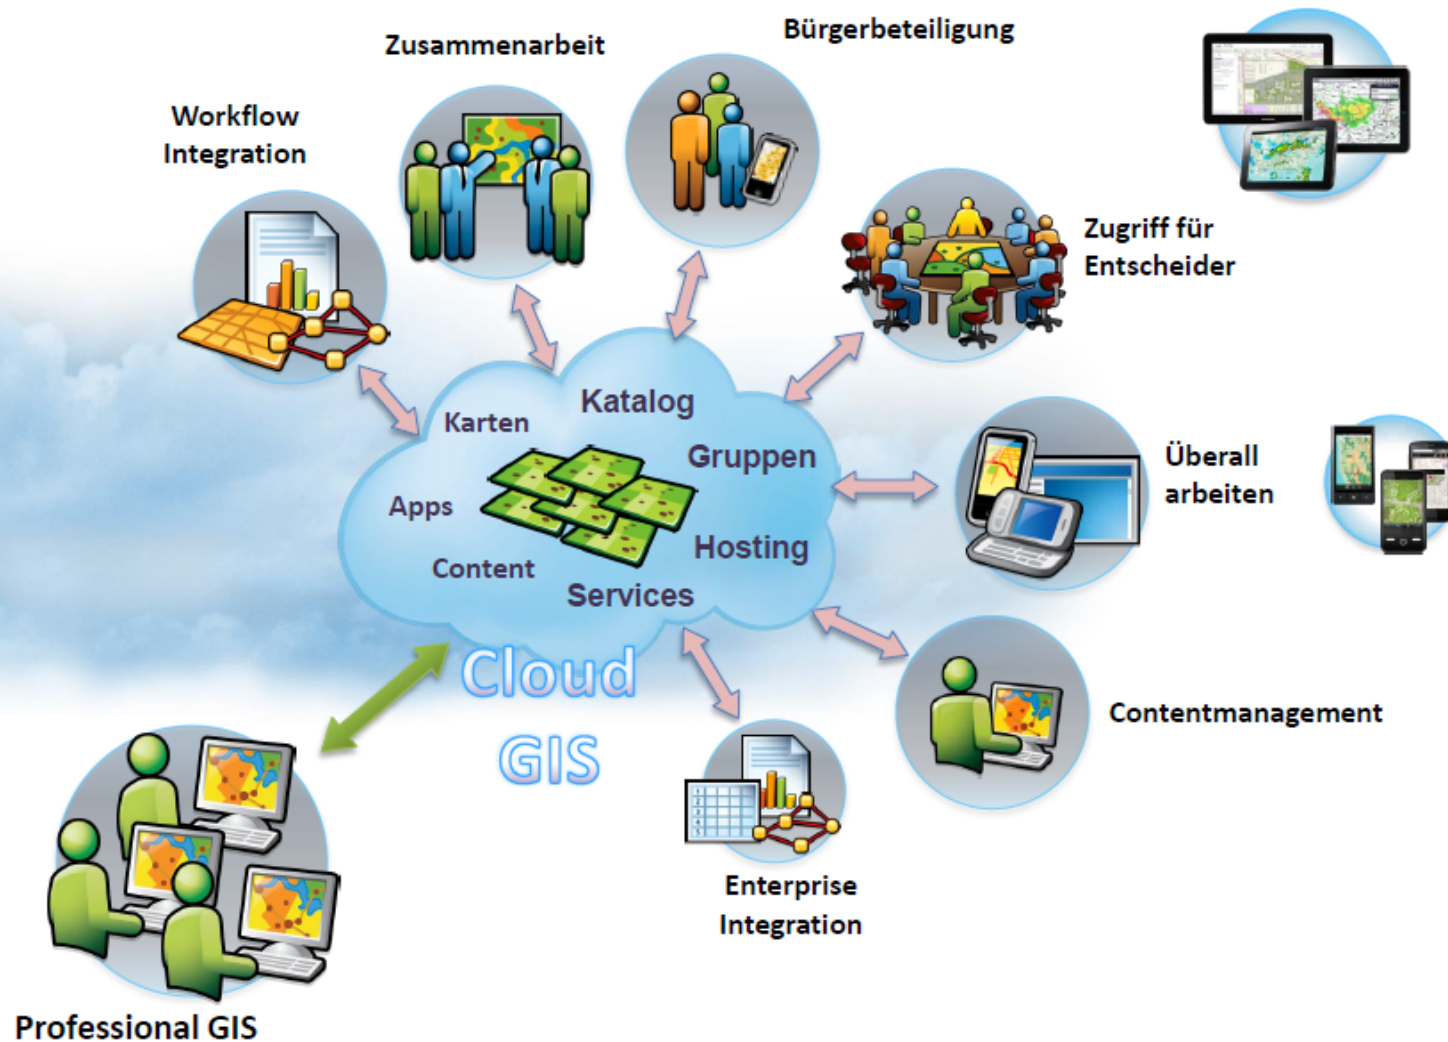 Bürgerbeteiligung
Zusammenarbeit
Workflow
Integration
Zugriff für
Entscheider
Katalog
Karten
Gruppen
Überall
arbeiten
Apps
Hosting
Content
Services
Cloud
GIS
Contentmanagement
Enterprise
Integration
Professional GIS